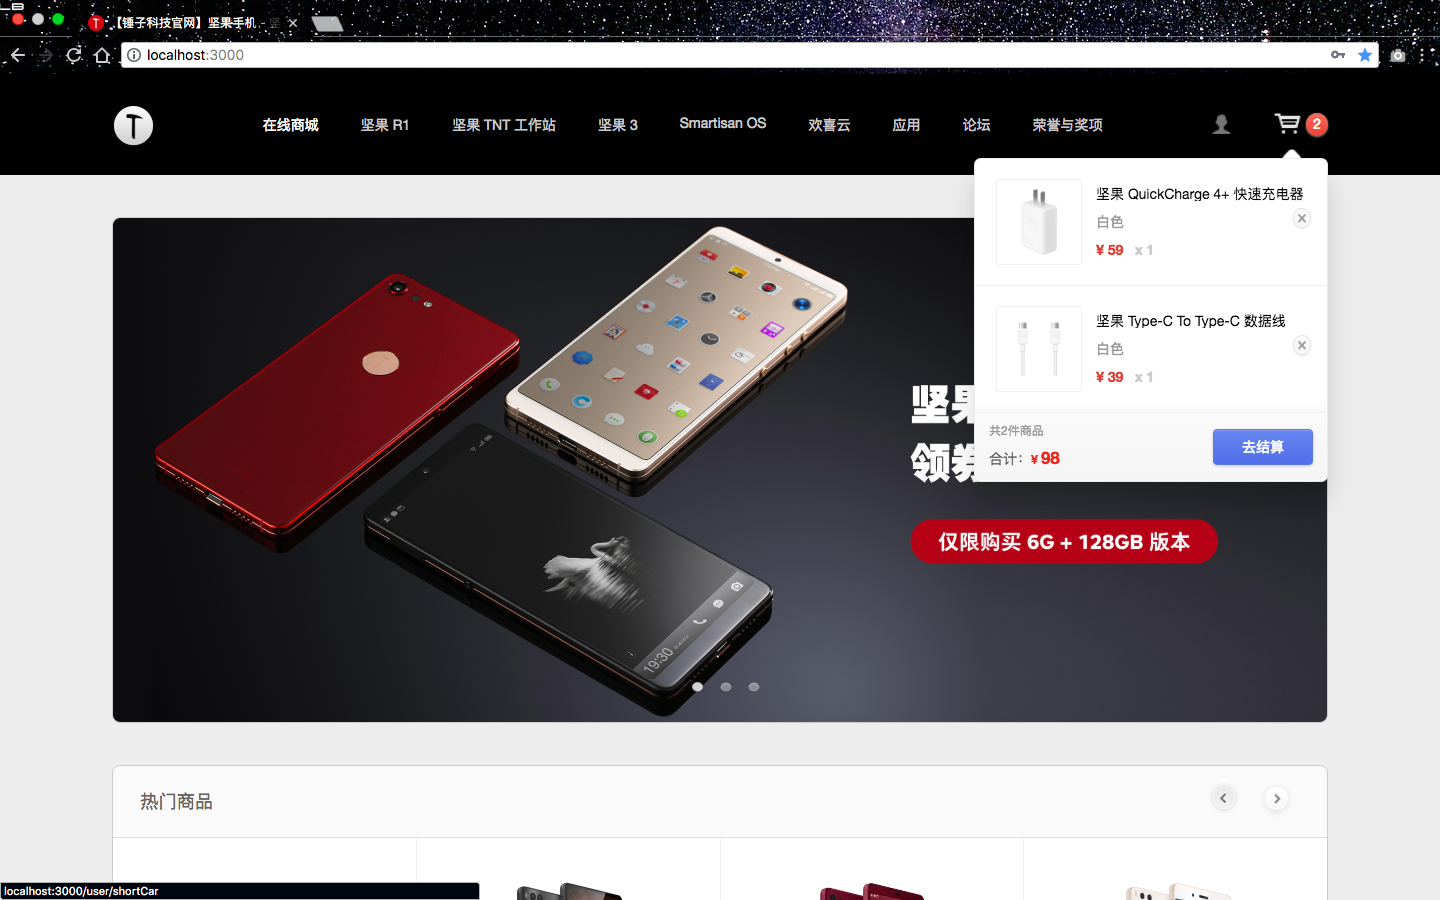 【锤子科技官网】坚果手机 - 坚
localhost:3000
在线商城
坚果 R1
坚果 TNT 工作站
坚果 3
Smartisan OS
欢喜云
应用
论坛
荣誉与奖项
2
坚果 QuickCharge 4+ 快速充电器
白色
¥ 59 x 1
坚果 Type-C To Type-C 数据线
白色
¥ 39 x 1
共2件商品
合计：¥ 98
去结算
坚果
领券
仅限购买 6G + 128GB 版本
19:30
热门商品
localhost:3000/user/shortCar